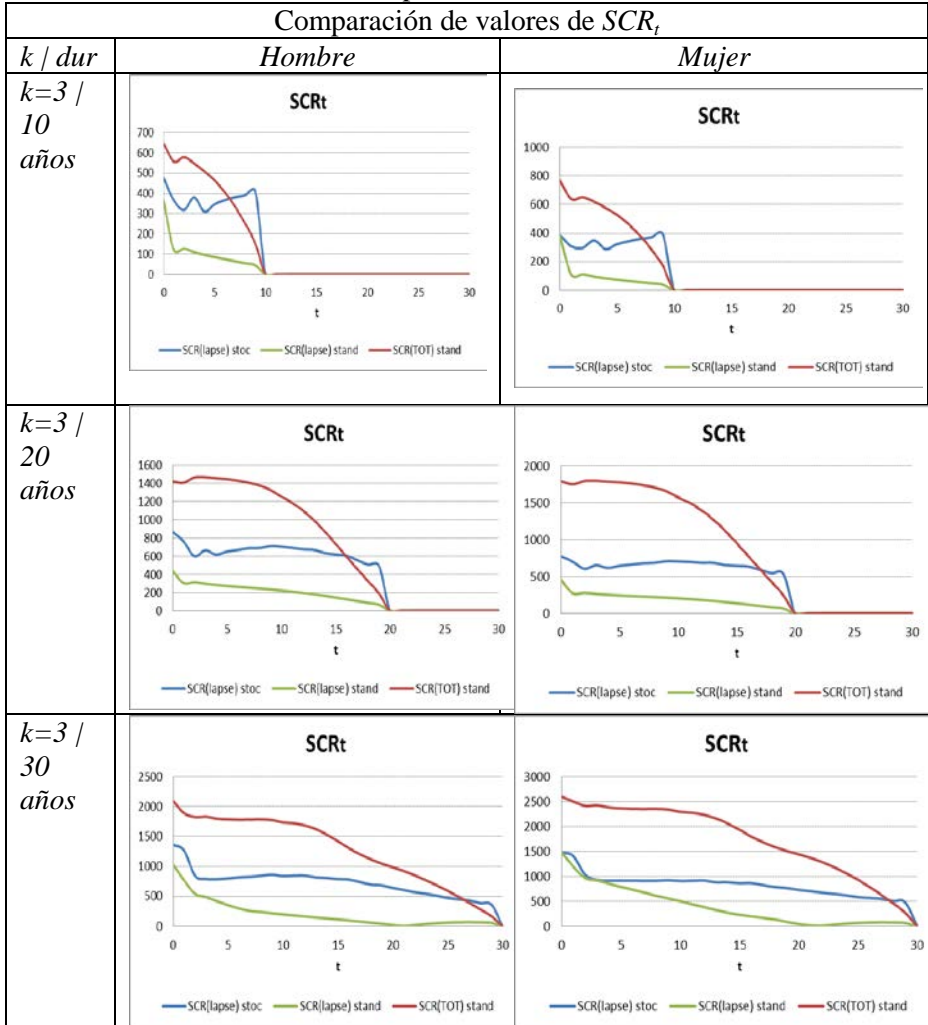 Comparación de valores de SCRt
k / dur Hombre Mujer
k=3 /
10
años
SCRt
700
600
500
400
300
200
100
0
0 5 10 15 20 25 30
t
SCR(lapse) stoc SCR(lapse) stand SCR(TOT) stand
SCRt
1000
800
600
400
200
0
0 5 10 15 20 25 30
t
SCR(lapse) stoc SCR(lapse) stand SCR(TOT) stand
k=3 /
20
años
SCRt
1600
1400
1200
1000
800
600
400
200
0
0 5 10 15 20 25 30
t
SCR(lapse) stoc SCR(lapse) stand SCR(TOT) stand
SCRt
2000
1500
1000
500
0
0 5 10 15 20 25 30
t
SCR(lapse) stoc SCR(lapse) stand SCR(TOT) stand
k=3 /
30
años
SCRt
2500
2000
1500
1000
500
0
0 5 10 15 20 25 30
t
SCR(lapse) stoc SCR(lapse) stand SCR(TOT) stand
SCRt
3000
2500
2000
1500
1000
500
0
0 5 10 15 20 25 30
t
SCR(lapse) stoc SCR(lapse) stand SCR(TOT) stand